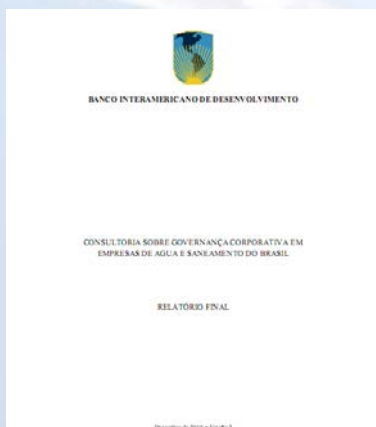 BANCO INTERAMERICANO DE DESENVOLVIMENTO
CONSULTORIA SOBRE GOVERNANÇA CORPORATIVA EM
EMPRESAS DE AGUA E SANEAMENTO DO BRASIL
RELATÓRIO FINAL